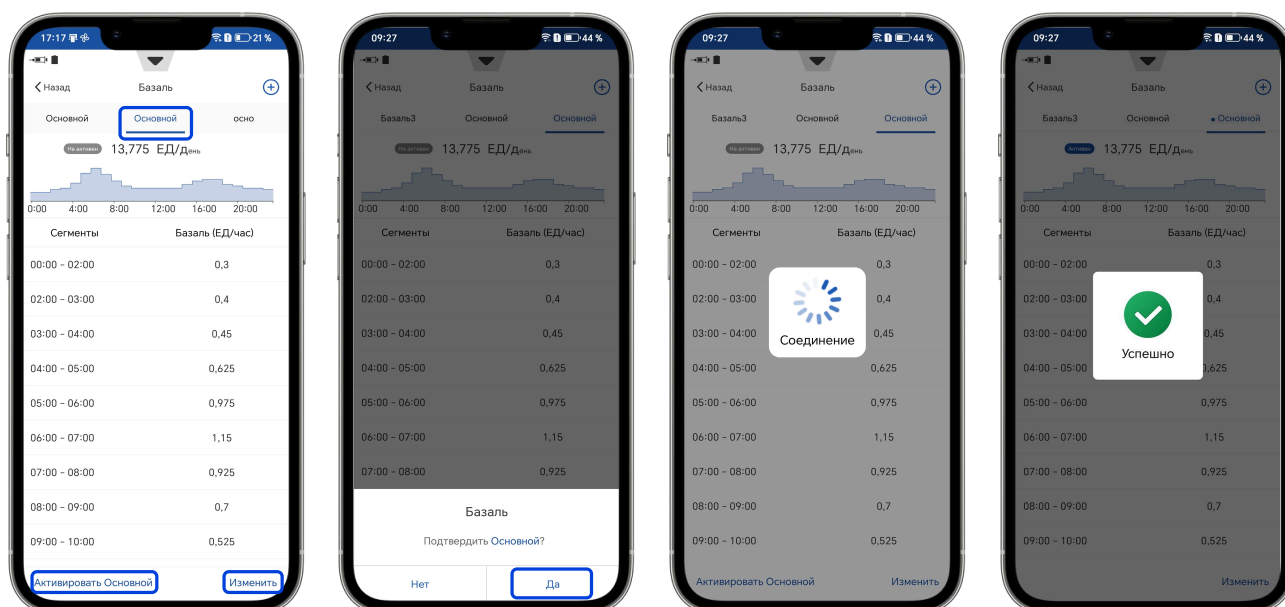 17:17 21 %
Назад Базаль
Основной Основной осно
Не активен 13,775 ЕД/День
0:00 4:00 8:00 12:00 16:00 20:00
Сегменты Базаль (ЕД/час)
00:00 - 02:00 0,3
02:00 - 03:00 0,4
03:00 - 04:00 0,45
04:00 - 05:00 0,625
05:00 - 06:00 0,975
06:00 - 07:00 1,15
07:00 - 08:00 0,925
08:00 - 09:00 0,7
09:00 - 10:00 0,525
Активировать Основной Изменить
09:27 44 %
Назад Базаль
Базаль3 Основной Основной
Не активен 13,775 ЕД/День
0:00 4:00 8:00 12:00 16:00 20:00
Сегменты Базаль (ЕД/час)
00:00 - 02:00 0,3
02:00 - 03:00 0,4
03:00 - 04:00 0,45
04:00 - 05:00 0,625
05:00 - 06:00 0,975
06:00 - 07:00 1,15
07:00 - 08:00 0,925
Базаль
Подтвердить Основной?
Нет Да
09:27 44 %
Назад Базаль
Базаль3 Основной Основной
Не активен 13,775 ЕД/День
0:00 4:00 8:00 12:00 16:00 20:00
Сегменты Базаль (ЕД/час)
00:00 - 02:00 0,3
02:00 - 03:00 0,4
03:00 - 04:00 0,45
Соединение
04:00 - 05:00 0,625
05:00 - 06:00 0,975
06:00 - 07:00 1,15
07:00 - 08:00 0,925
08:00 - 09:00 0,7
09:00 - 10:00 0,525
Активировать Основной Изменить
09:27 44 %
Назад Базаль
Базаль3 Основной • Основной
Активен 13,775 ЕД/День
0:00 4:00 8:00 12:00 16:00 20:00
Сегменты Базаль (ЕД/час)
00:00 - 02:00 0,3
02:00 - 03:00 0,4
03:00 - 04:00 0,45
Успешно
04:00 - 05:00 0,625
05:00 - 06:00 0,975
06:00 - 07:00 1,15
07:00 - 08:00 0,925
08:00 - 09:00 0,7
09:00 - 10:00 0,525
Изменить